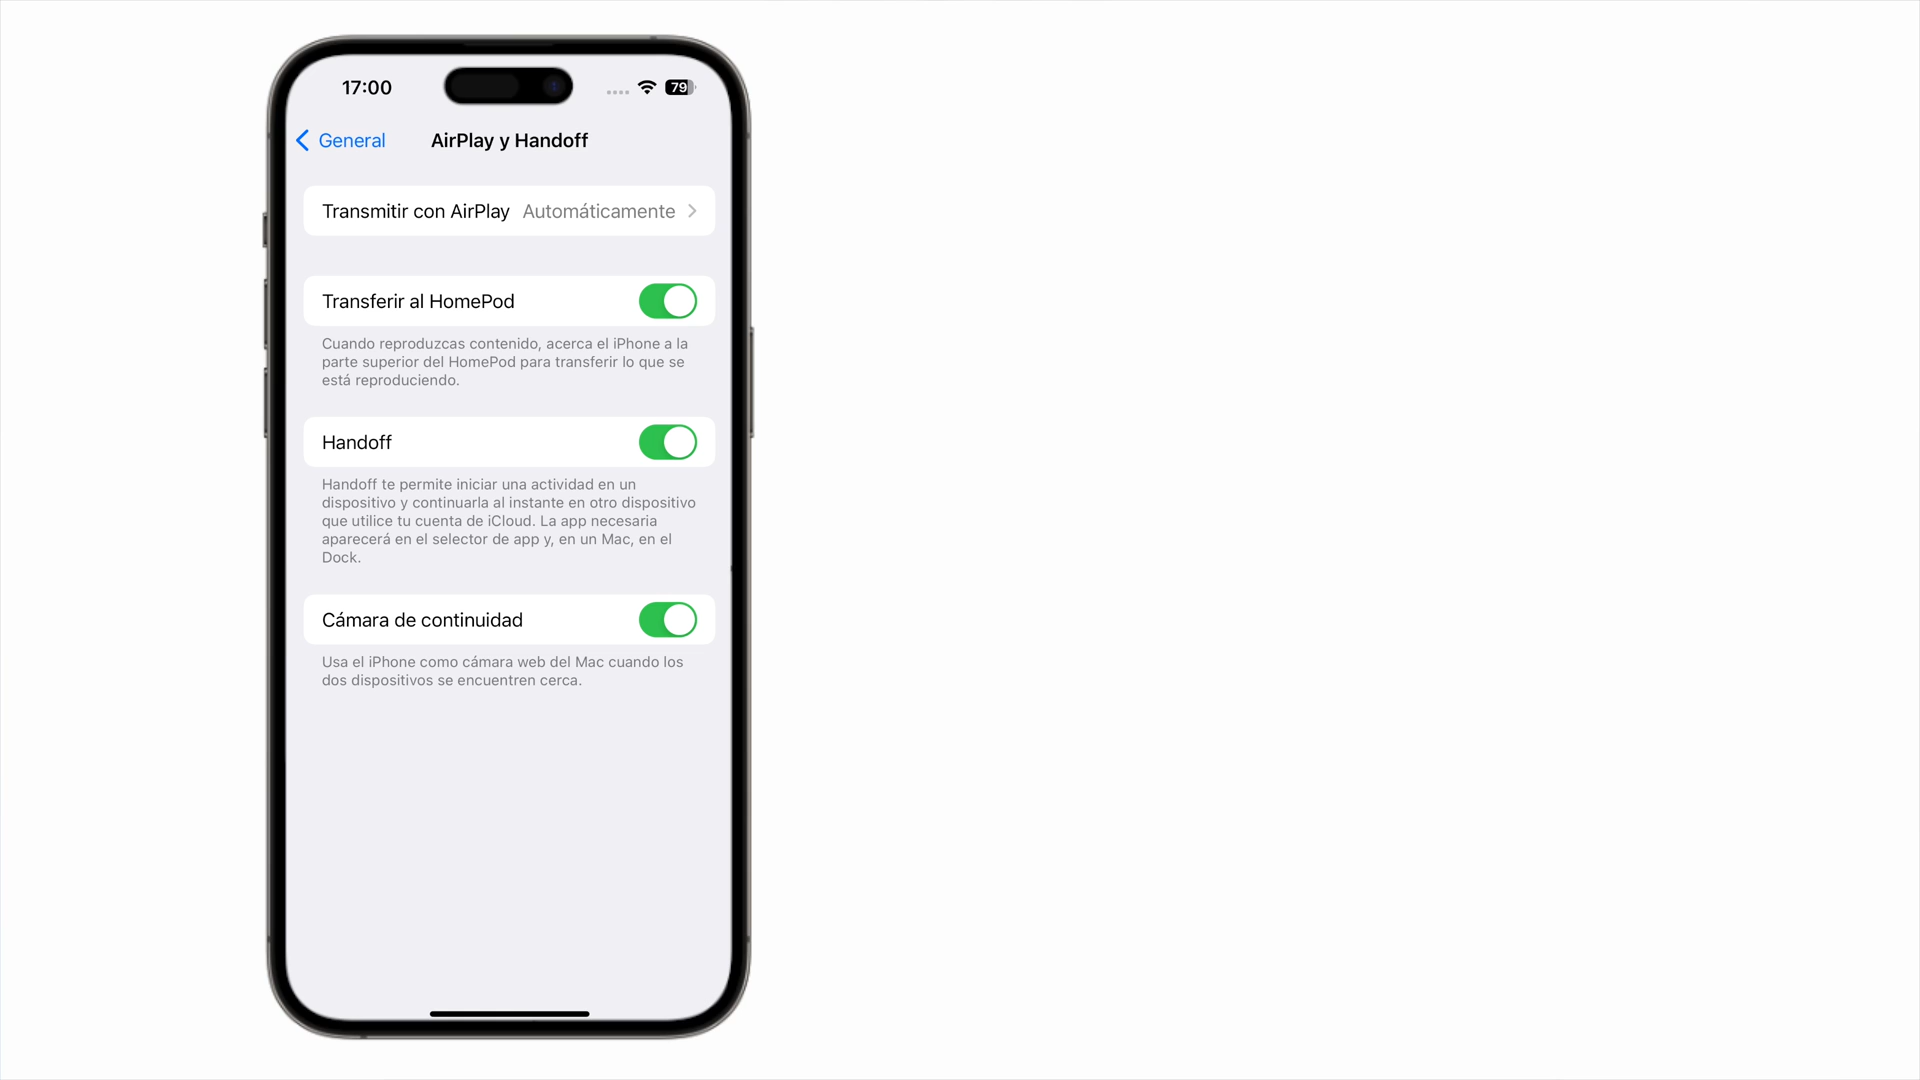 17:00
79
General
AirPlay y Handoff
Transmitir con AirPlay Automáticamente
Transferir al HomePod
Cuando reproduzcas contenido, acerca el iPhone a la
parte superior del HomePod para transferir lo que se
está reproduciendo.
Handoff
Handoff te permite iniciar una actividad en un
dispositivo y continuarla al instante en otro dispositivo
que utilice tu cuenta de iCloud. La app necesaria
aparecerá en el selector de app y, en un Mac, en el
Dock.
Cámara de continuidad
Usa el iPhone como cámara web del Mac cuando los
dos dispositivos se encuentren cerca.